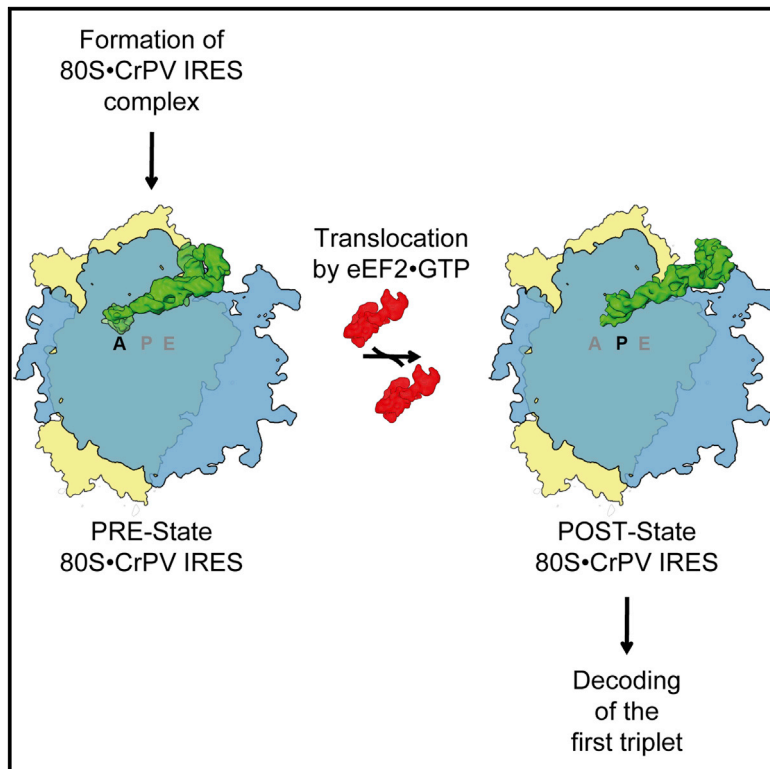 Formation of
80S•CrPV IRES
complex
Translocation
by eEF2•GTP
A P E
A P E
PRE-State
80S•CrPV IRES
POST-State
80S•CrPV IRES
Decoding
of the
first triplet